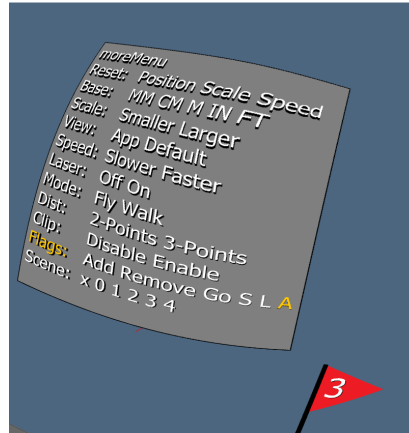 moreMenu
Reset: Position Scale Speed
Base: MM CM M IN FT
Scale: Smaller Larger
View: App Default
Speed: Slower Faster
Laser: Off On
Mode: Fly Walk
Dist: 2-Points 3-Points
Clip: Disable Enable
Flags: Add Remove Go S L A
Scene: x 0 1 2 3 4
3